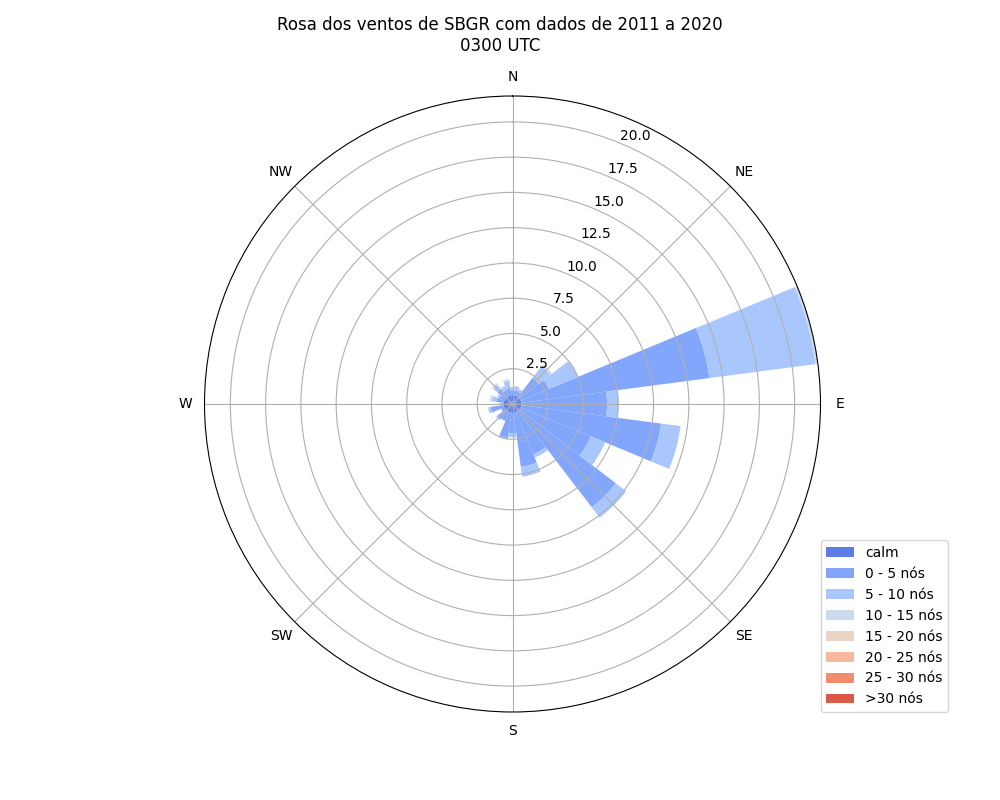 Rosa dos ventos de SBGR com dados de 2011 a 2020
0300 UTC
N
NW
NE
20.0
17.5
15.0
12.5
10.0
7.5
5.0
2.5
W
E
SW
SE
S
calm
0 - 5 nós
5 - 10 nós
10 - 15 nós
15 - 20 nós
20 - 25 nós
25 - 30 nós
>30 nós